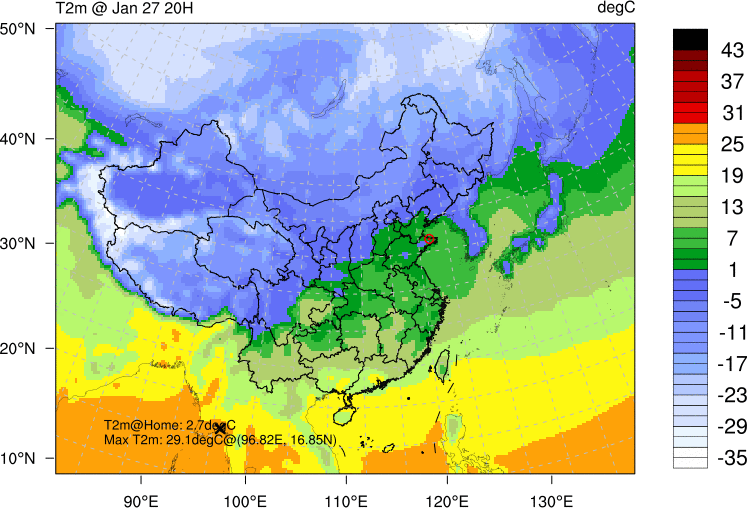 T2m @ Jan 27 20H
degC
50°N
40°N
30°N
20°N
10°N
T2m@Home: 2.7degC
Max T2m: 29.1degC@(96.82E, 16.85N)
90°E
100°E
110°E
120°E
130°E
43
37
31
25
19
13
7
1
-5
-11
-17
-23
-29
-35